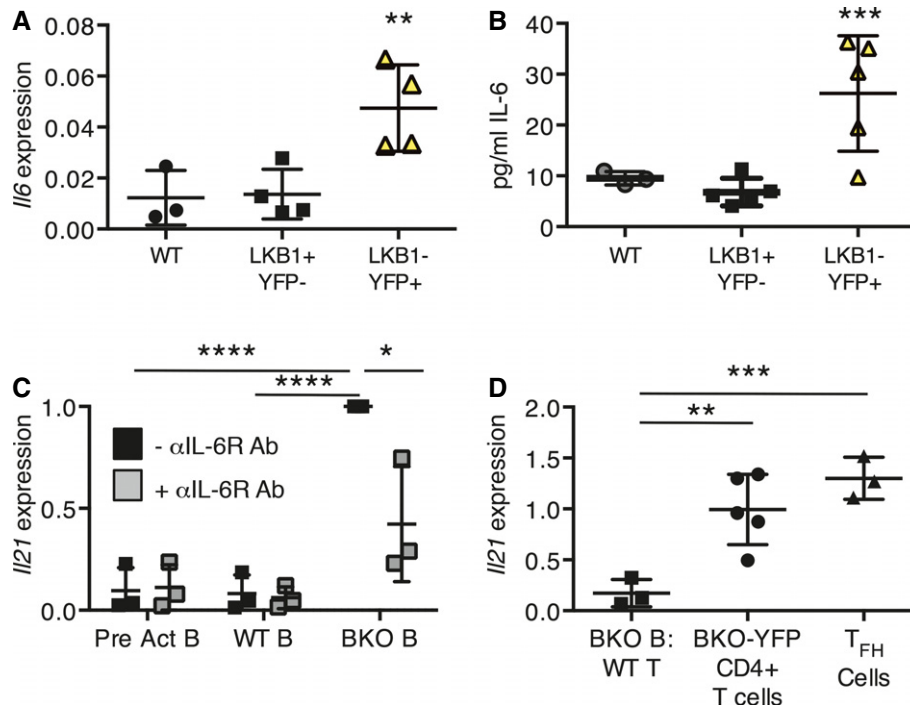 A
Il6 expression
0.08
0.06
0.04
0.02
0.00
**
WT
LKB1+
YFP-
LKB1-
YFP+
B
pg/ml IL-6
40
30
20
10
0
***
WT
LKB1+
YFP-
LKB1-
YFP+
C
Il21 expression
1.0
0.5
0.0
****
*
****
- αIL-6R Ab
+ αIL-6R Ab
Pre Act B
WT B
BKO B
D
Il21 expression
2.0
1.5
1.0
0.5
0.0
***
**
BKO B:
WT T
BKO-YFP
CD4+
T cells
TFH
Cells